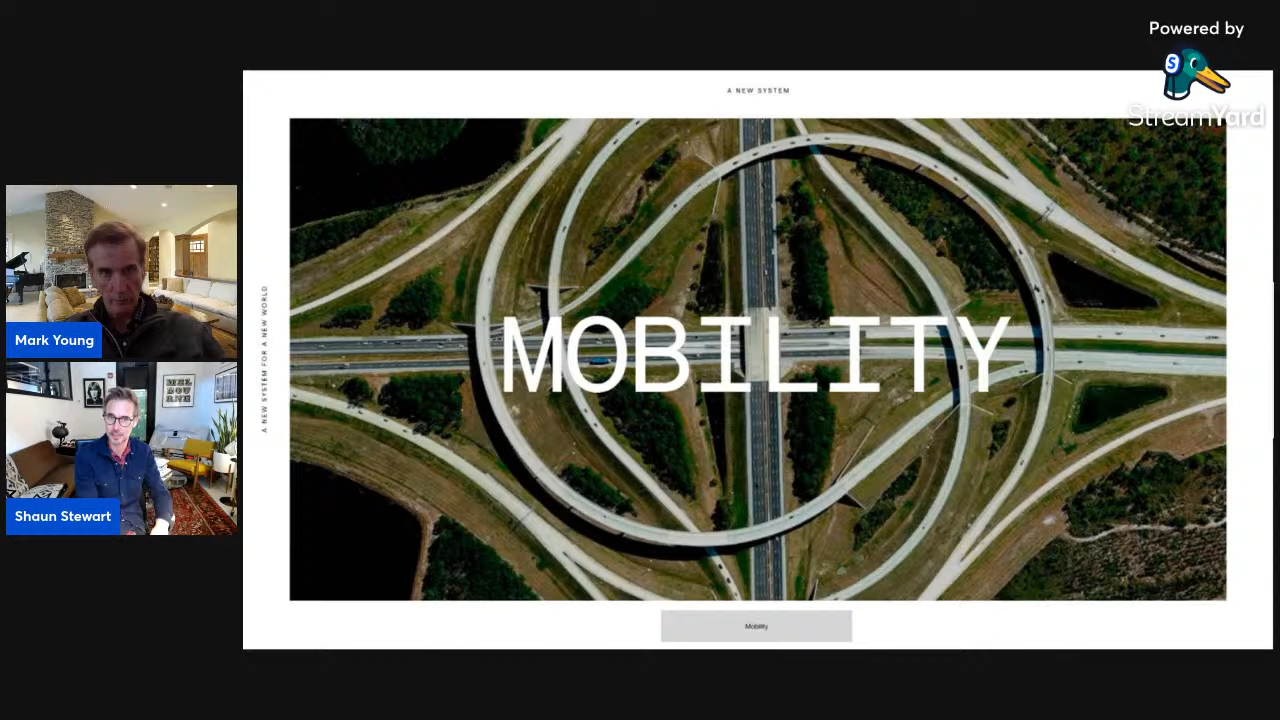 Powered by
StreamYard
A NEW SYSTEM
A NEW SYSTEM FOR A NEW WORLD
MOBILITY
Mobility
Mark Young
Shaun Stewart